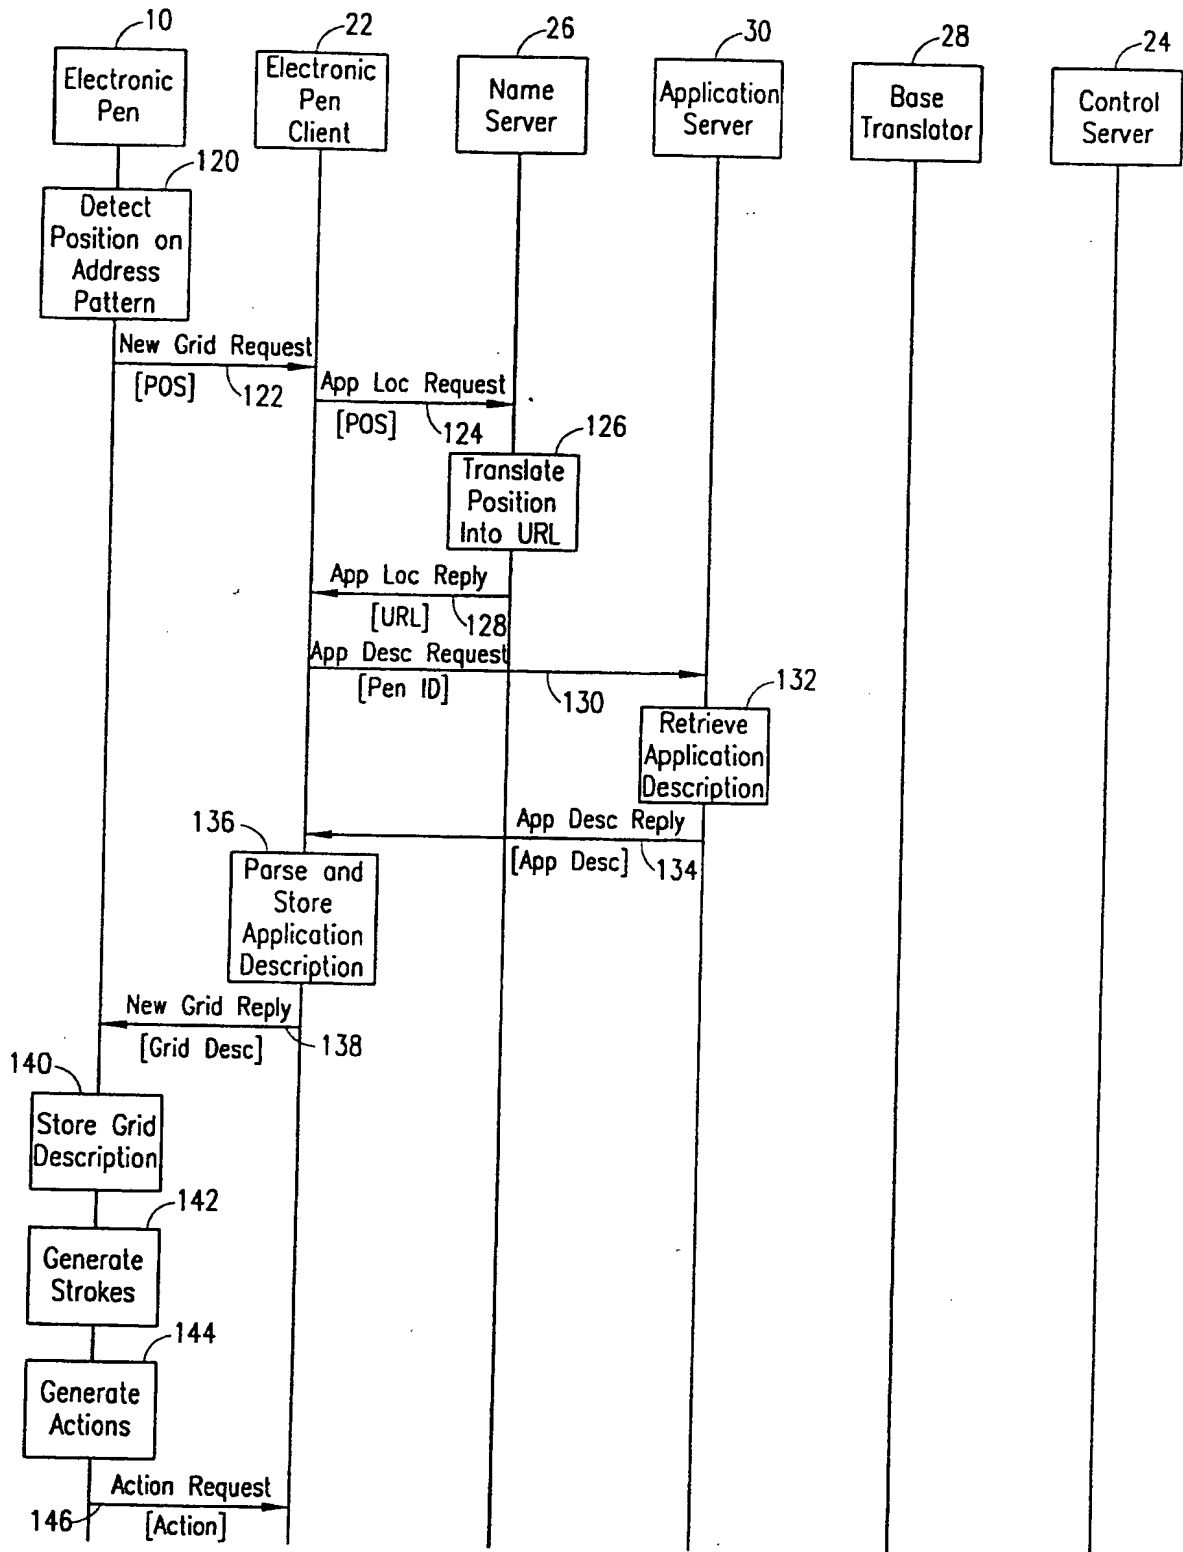 10
22
26
30
28
24
Electronic
Pen
Electronic
Pen
Client
Name
Server
Application
Server
Base
Translator
Control
Server
120
Detect
Position on
Address
Pattern
New Grid Request
[POS]
122
App Loc Request
[POS]
124
126
Translate
Position
Into URL
App Loc Reply
[URL]
128
App Desc Request
[Pen ID]
130
132
Retrieve
Application
Description
App Desc Reply
[App Desc]
134
136
Parse and
Store
Application
Description
New Grid Reply
[Grid Desc]
138
140
Store Grid
Description
142
Generate
Strokes
144
Generate
Actions
Action Request
[Action]
146